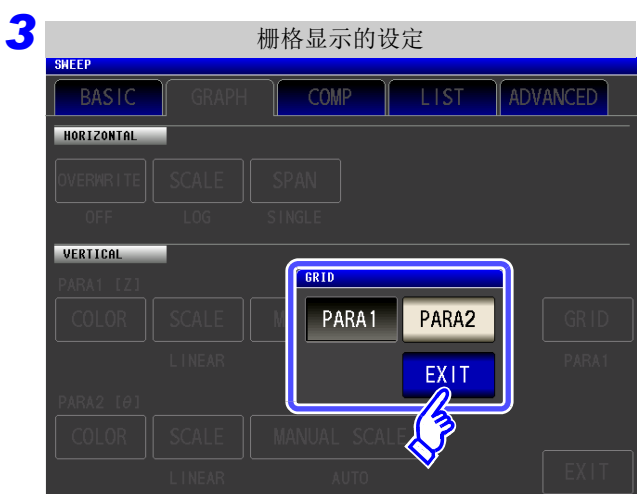 3
栅格显示的设定
SWEEP
BASIC GRAPH COMP LIST ADVANCED
HORIZONTAL
OVERWRITE SCALE SPAN
OFF LOG SINGLE
VERTICAL
GRID
PARA1 [Z]
COLOR SCALE M PARA1 PARA2 GRID
LINEAR EXIT PARA1
PARA2 [θ]
COLOR SCALE MANUAL SCALE
LINEAR AUTO EXIT